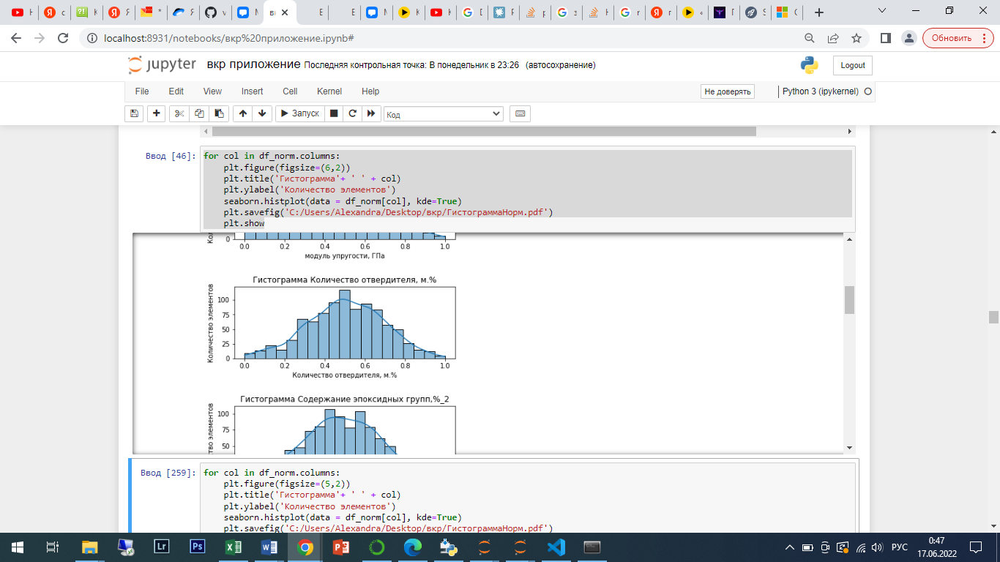 localhost:8931/notebooks/вкр%20приложение.ipynb#
Обновить
jupyter вкр приложение Последняя контрольная точка: В понедельник в 23:26 (автосохранение)
Logout
File Edit View Insert Cell Kernel Help
Не доверять
Python 3 (ipykernel)
Запуск
Код
Ввод [46]:
for col in df_norm.columns:
    plt.figure(figsize=(6,2))
    plt.title('Гистограмма'+ ' ' + col)
    plt.ylabel('Количество элементов')
    seaborn.histplot(data = df_norm[col], kde=True)
    plt.savefig('C:/Users/Alexandra/Desktop/вкр/ГистограммаНорм.pdf')
    plt.show
0
0.0 0.2 0.4 0.6 0.8 1.0
модуль упругости, ГПа
Гистограмма Количество отвердителя, м.%
Количество элементов
100
75
50
25
0
0.0 0.2 0.4 0.6 0.8 1.0
Количество отвердителя, м.%
Гистограмма Содержание эпоксидных групп,%_2
100
75
50
Ввод [259]:
for col in df_norm.columns:
    plt.figure(figsize=(5,2))
    plt.title('Гистограмма'+ ' ' + col)
    plt.ylabel('Количество элементов')
    seaborn.histplot(data = df_norm[col], kde=True)
    plt.savefig('C:/Users/Alexandra/Desktop/вкр/ГистограммаНорм.pdf')
Lr
Ps
РУС
0:47
17.06.2022